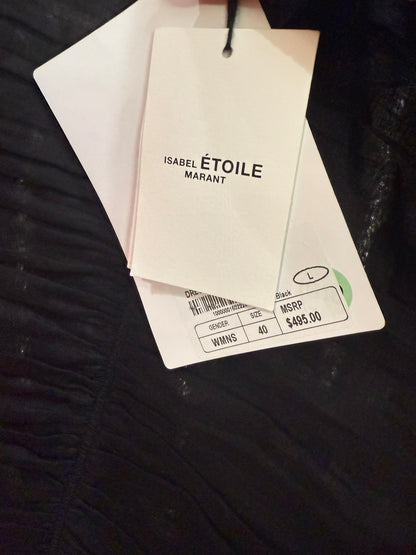 ISABEL ÉTOILE
MARANT
L
Black
GENDER SIZE MSRP
WMNS 40 $495.00